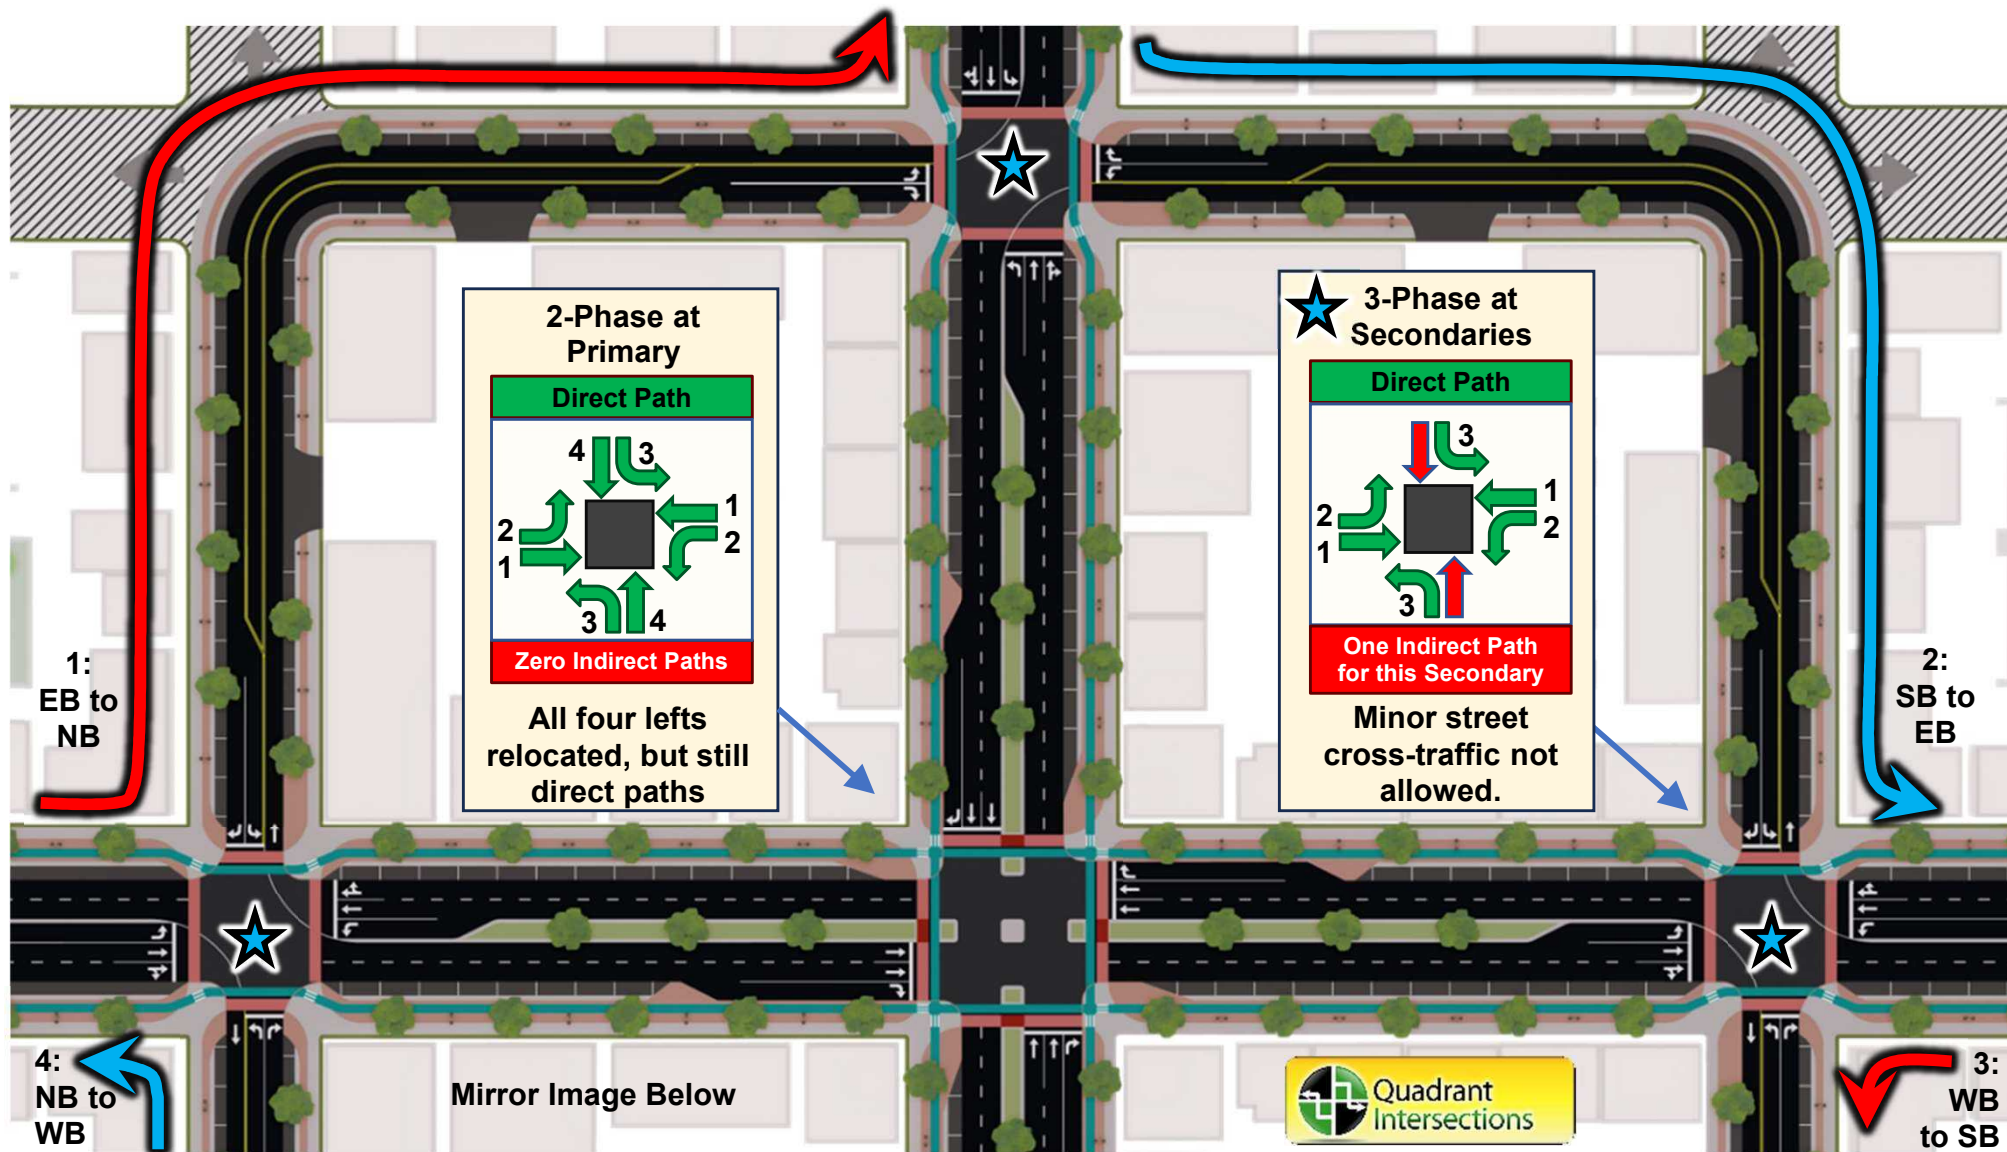 2-Phase at
Primary
Direct Path
4
3
2
1
1
2
3
4
Zero Indirect Paths
All four lefts
relocated, but still
direct paths
3-Phase at
Secondaries
Direct Path
3
2
1
1
2
3
One Indirect Path
for this Secondary
Minor street
cross-traffic not
allowed.
1:
EB to
NB
2:
SB to
EB
4:
NB to
WB
Mirror Image Below
Quadrant
Intersections
3:
WB
to SB